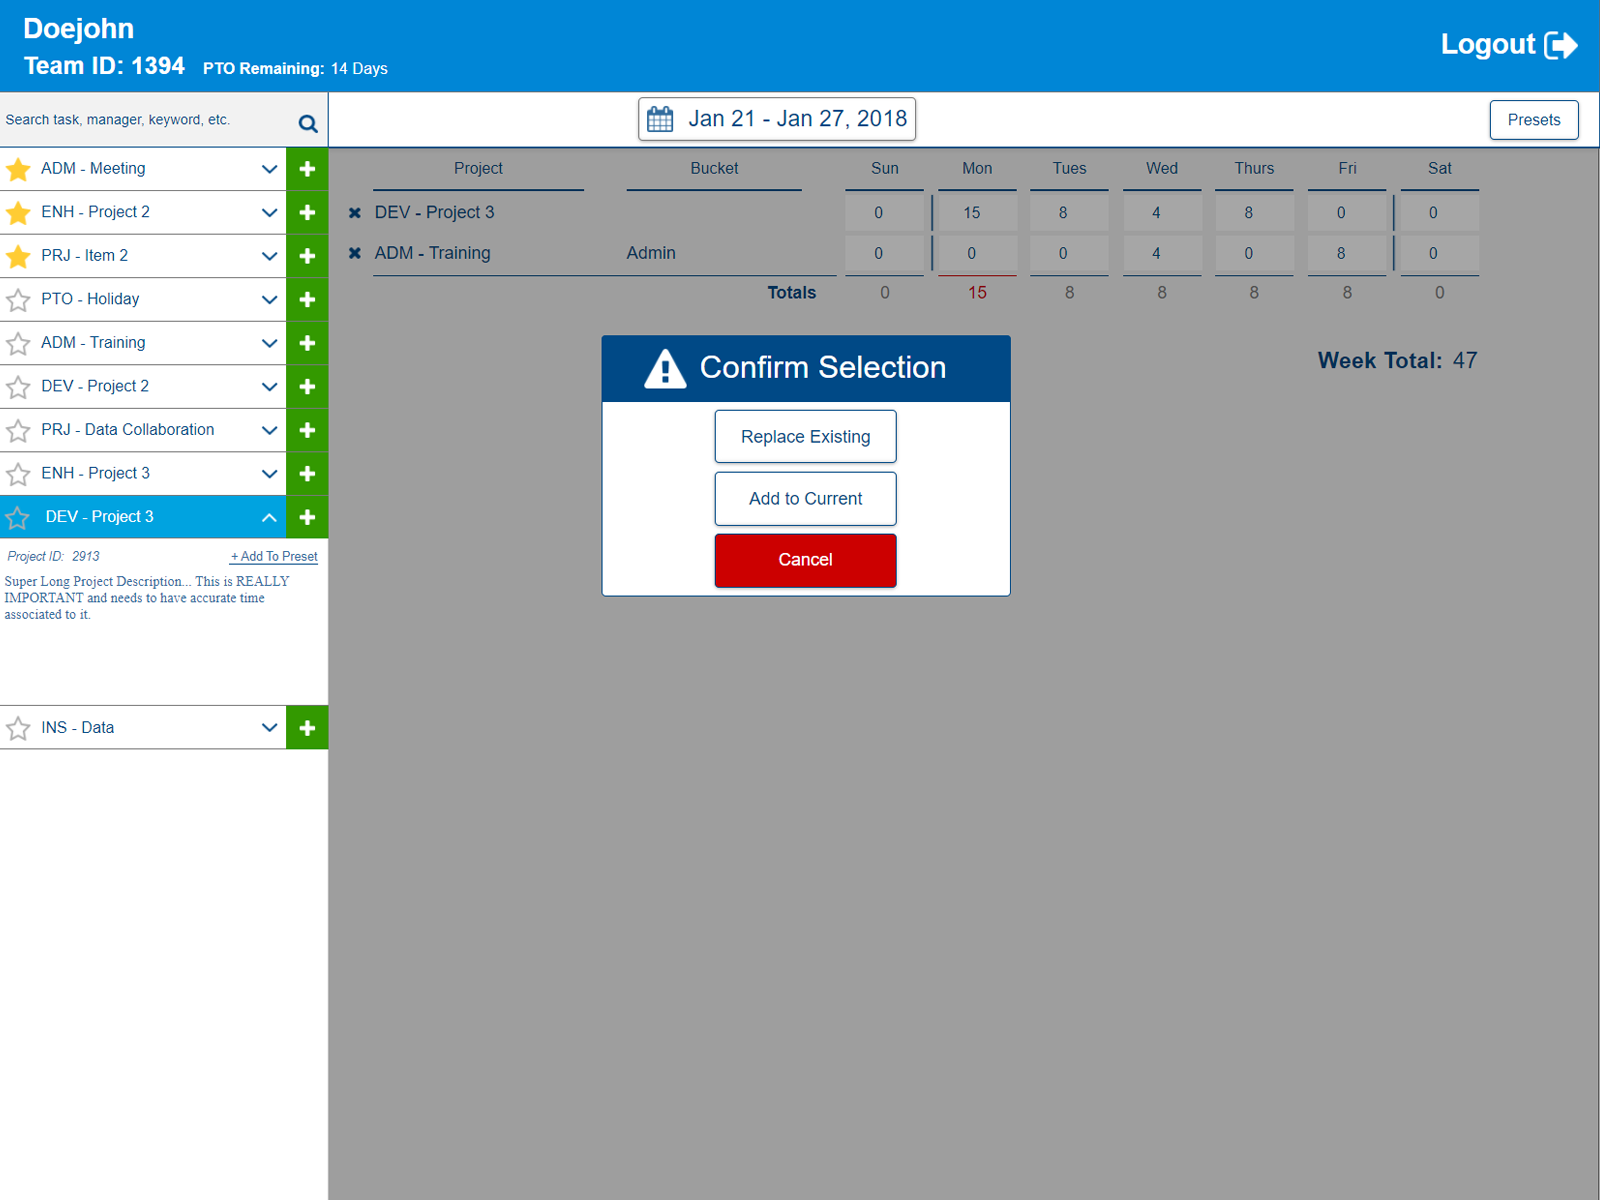 Doejohn
Team ID: 1394 PTO Remaining: 14 Days
Logout
Search task, manager, keyword, etc.
Jan 21 - Jan 27, 2018
Presets
ADM - Meeting
ENH - Project 2
PRJ - Item 2
PTO - Holiday
ADM - Training
DEV - Project 2
PRJ - Data Collaboration
ENH - Project 3
DEV - Project 3
Project ID: 2913 + Add To Preset
Super Long Project Description... This is REALLY
IMPORTANT and needs to have accurate time
associated to it.
INS - Data
Project Bucket Sun Mon Tues Wed Thurs Fri Sat
DEV - Project 3 0 15 8 4 8 0 0
ADM - Training Admin 0 0 0 4 0 8 0
Totals 0 15 8 8 8 8 0
Week Total: 47
Confirm Selection
Replace Existing
Add to Current
Cancel